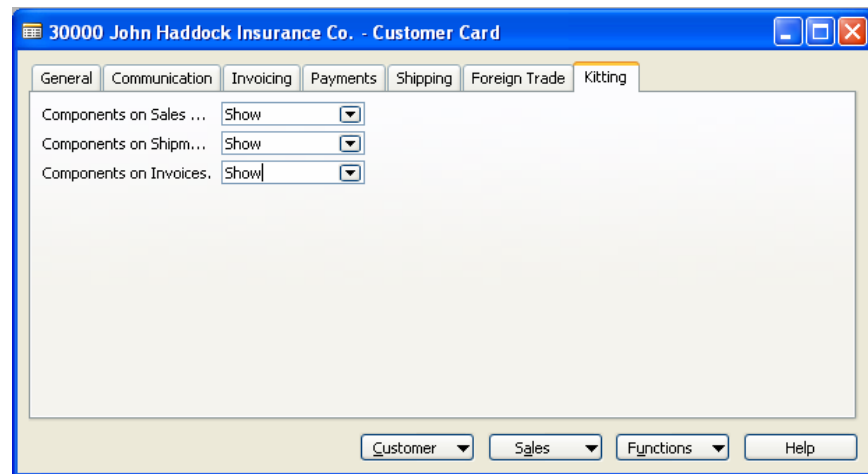 30000 John Haddock Insurance Co. - Customer Card
General Communication Invoicing Payments Shipping Foreign Trade Kitting
Components on Sales ... Show
Components on Shipm... Show
Components on Invoices. Show
Customer Sales Functions Help